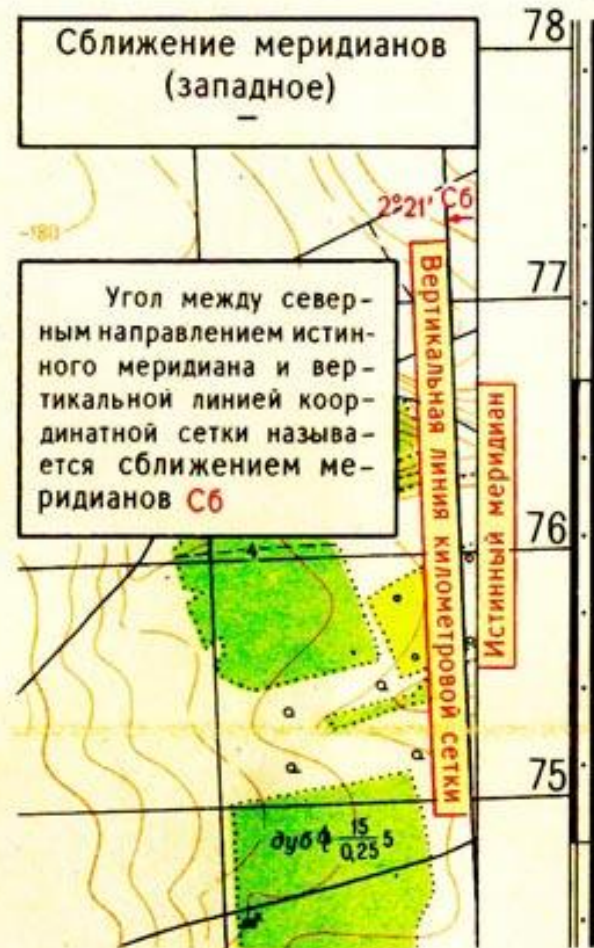 Сближение меридианов
(западное)
–
78
2°21' Сб
-180
77
Угол между север-
ным направлением истин-
ного меридиана и вер-
тикальной линией коор-
динатной сетки называ-
ется сближением ме-
ридианов Сб
Вертикальная линия километровой сетки
Истинный меридиан
76
4
75
дуб 15/0,25 5